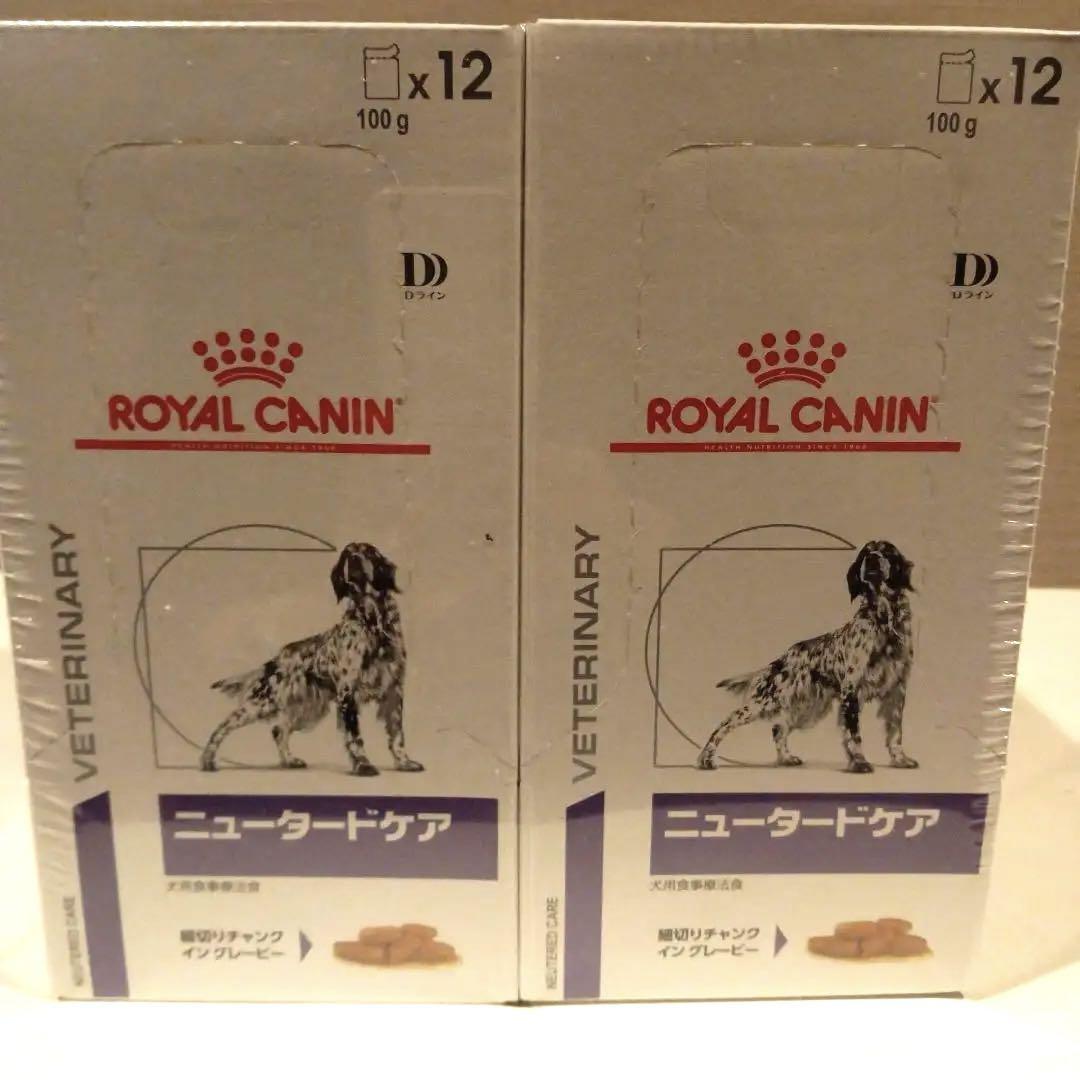 x12
100 g
D
Dライン
ROYAL CANIN
HEALTH NUTRITION SINCE 1968
VETERINARY
ニュータードケア
犬用食事療法食
細切りチャンク
イン グレービー
NEUTERED CARE
x12
100 g
D
Dライン
ROYAL CANIN
HEALTH NUTRITION SINCE 1968
VETERINARY
ニュータードケア
犬用食事療法食
細切りチャンク
イン グレービー
NEUTERED CARE